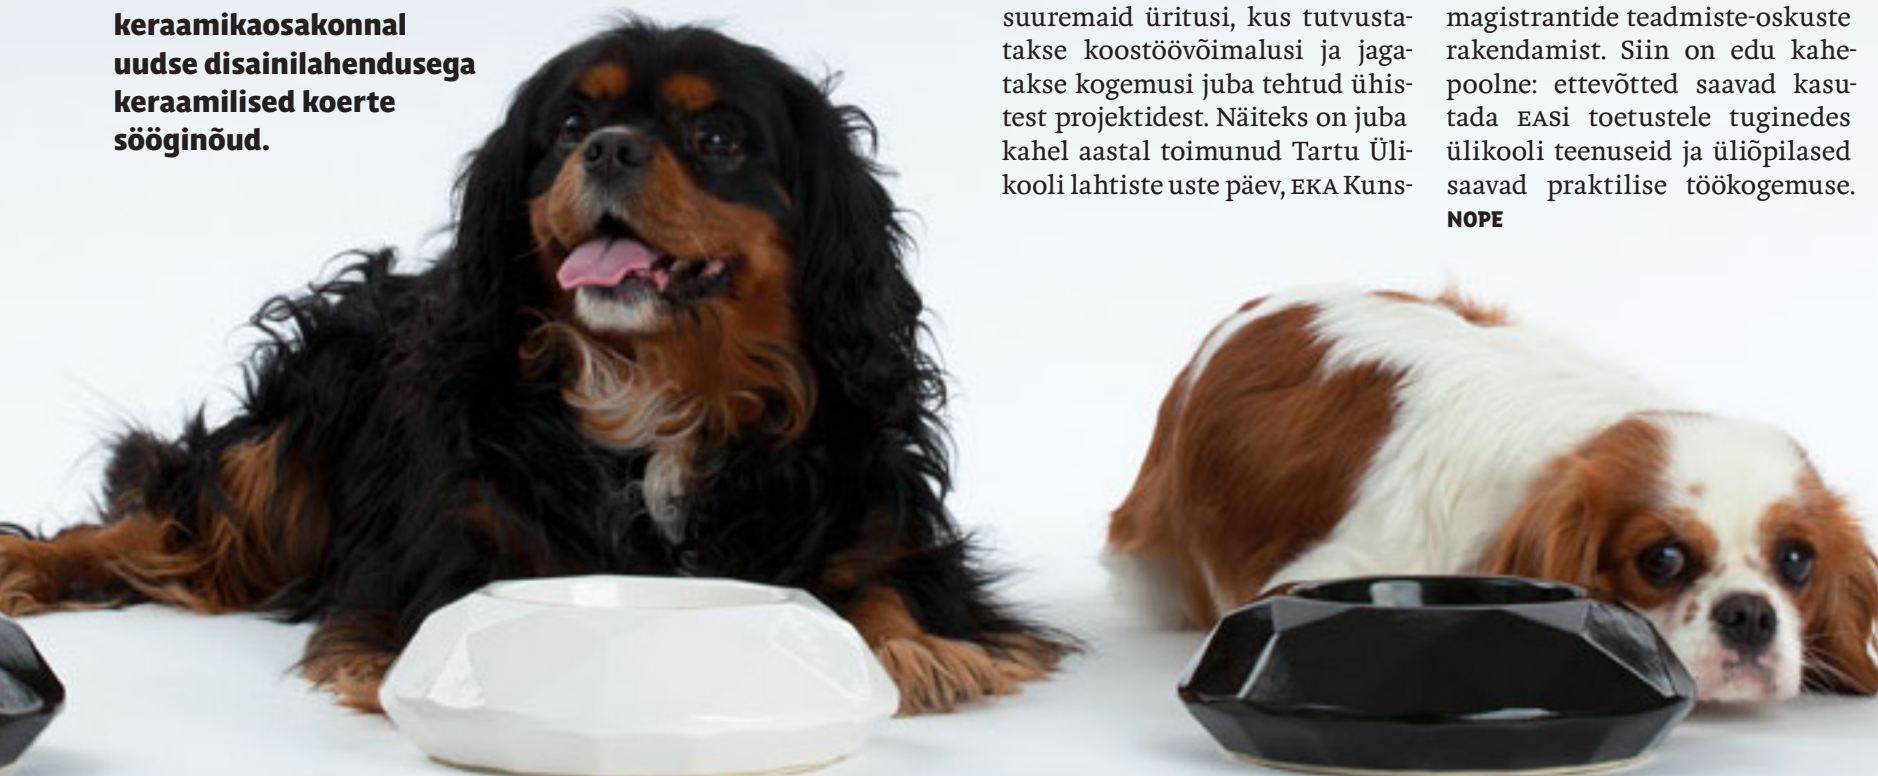 keraamikaosakonnal
uudse disainilahendusega
keraamilised koerte
sööginõud.
suuremaid üritusi, kus tutvusta-
takse koostöövõimalusi ja jaga-
takse kogemusi juba tehtud ühis-
test projektidest. Näiteks on juba
kahel aastal toimunud Tartu Üli-
kooli lahtiste uste päev, EKA Kuns-
magistrantide teadmiste-oskuste
rakendamist. Siin on edu kahe-
poolne: ettevõtted saavad kasu-
tada EASi toetustele tuginedes
ülikooli teenuseid ja üliõpilased
saavad praktilise töökogemuse.
NOPE